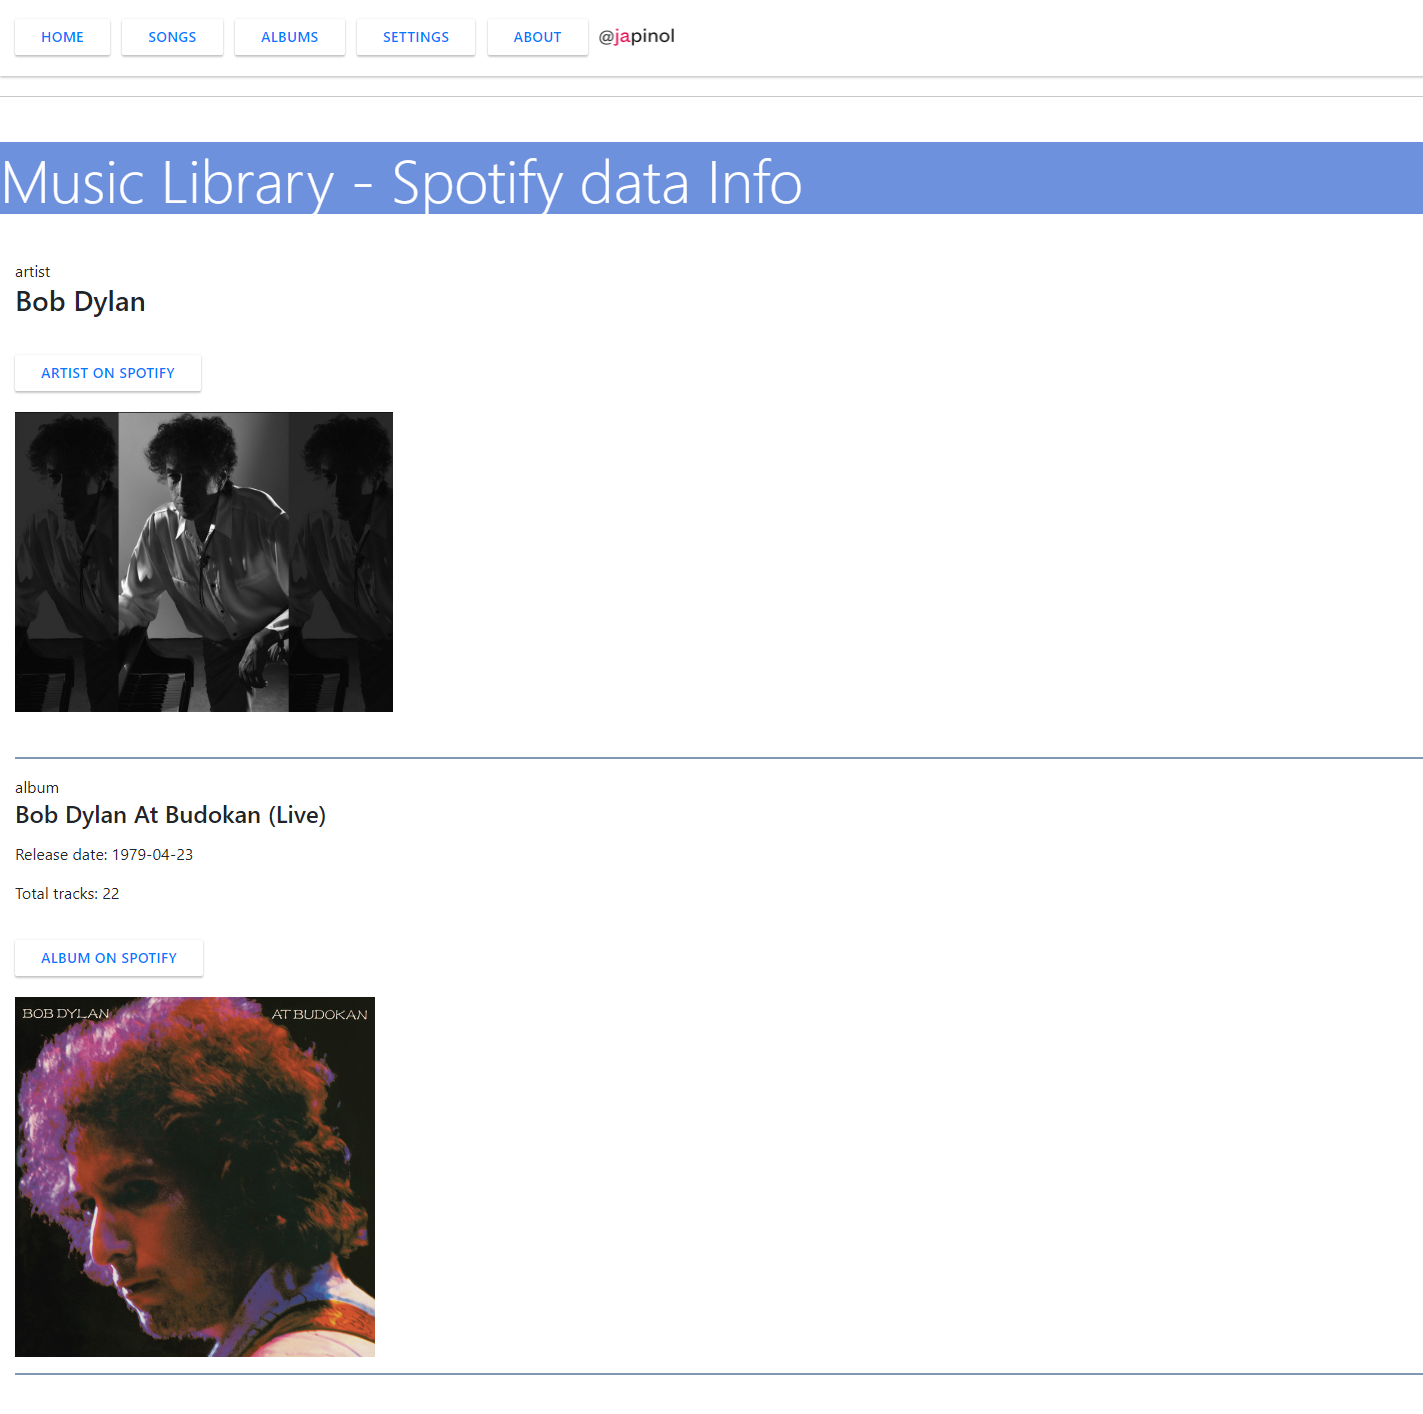 HOME SONGS ALBUMS SETTINGS ABOUT @japinol
Music Library - Spotify data Info
artist
Bob Dylan
ARTIST ON SPOTIFY
album
Bob Dylan At Budokan (Live)
Release date: 1979-04-23
Total tracks: 22
ALBUM ON SPOTIFY
BOB DYLAN AT BUDOKAN